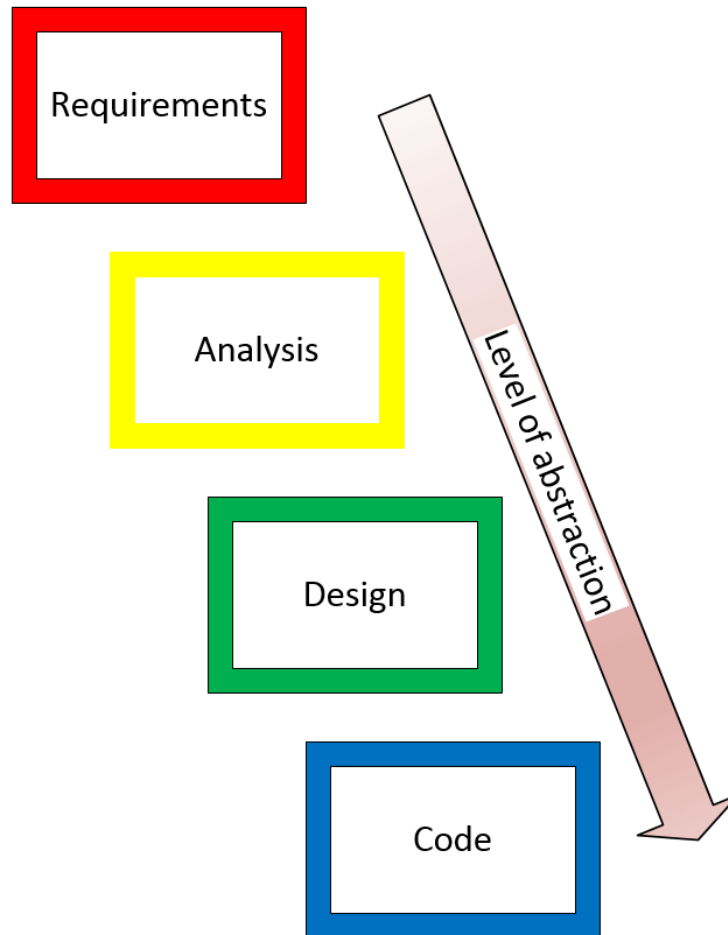 Requirements
Analysis
Level of abstraction
Design
Code